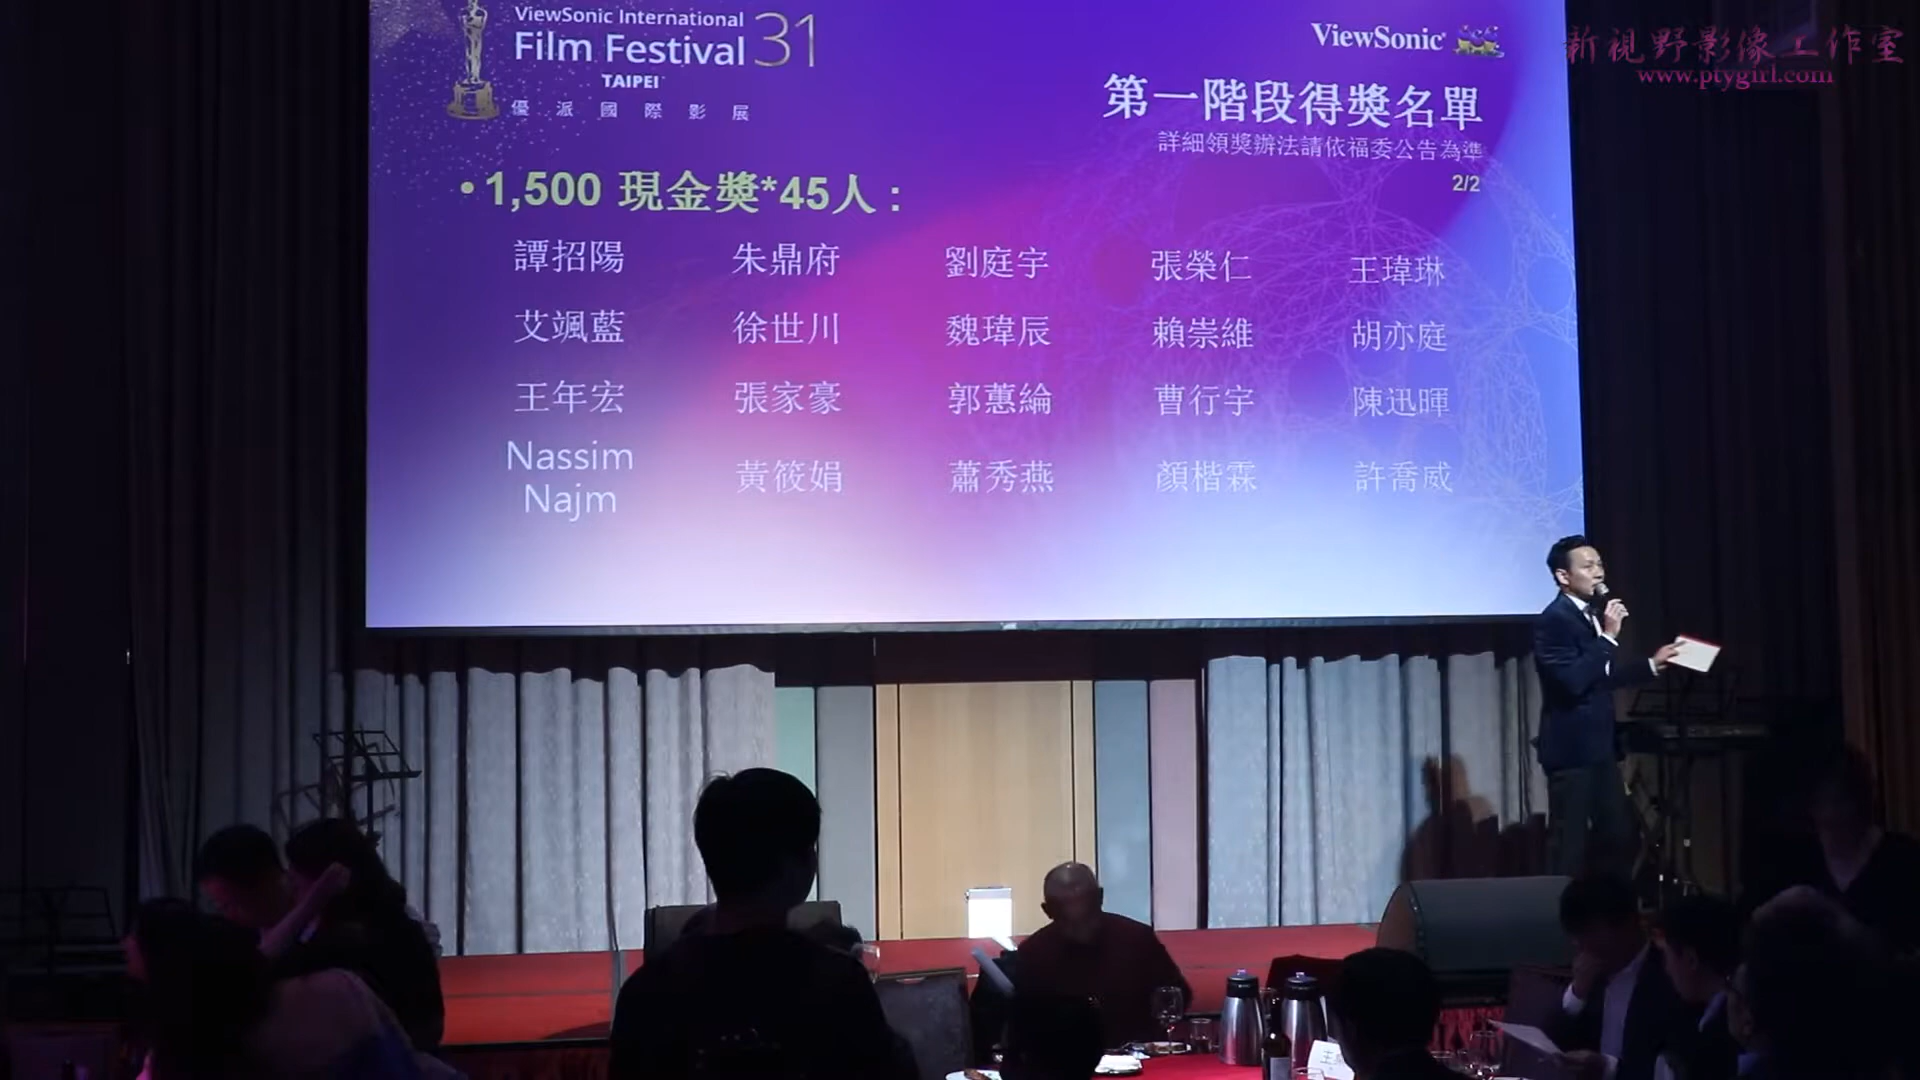 ViewSonic International
Film Festival 31
TAIPEI
優派國際影展
ViewSonic
新視野影像工作室
www.ptygirl.com
第一階段得獎名單
詳細領獎辦法請依福委公告為準
2/2
•1,500 現金獎*45人：
譚招陽 朱鼎府 劉庭宇 張榮仁 王瑋琳
艾颯藍 徐世川 魏瑋辰 賴崇維 胡亦庭
王年宏 張家豪 郭蕙綸 曹行宇 陳迅暉
Nassim Najm 黃筱娟 蕭秀燕 顏楷霖 許喬威